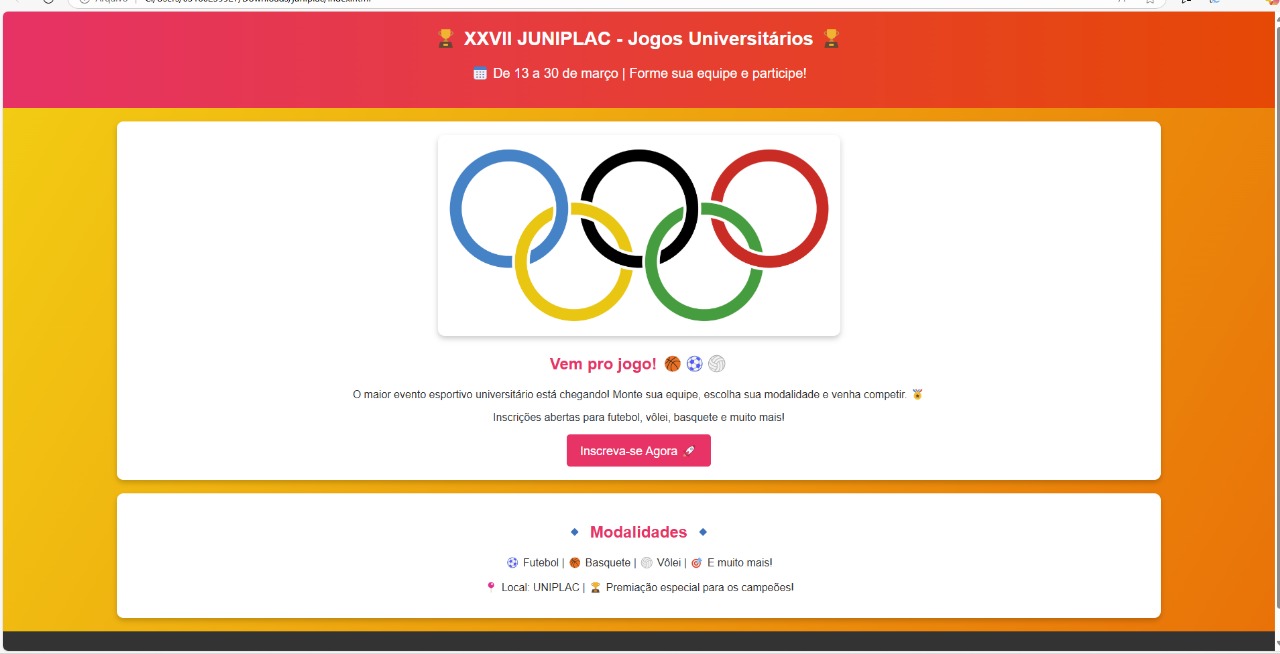 🏆 XXVII JUNIPLAC - Jogos Universitários 🏆
📅 De 13 a 30 de março | Forme sua equipe e participe!
Vem pro jogo! 🏀 ⚽ 🏐
O maior evento esportivo universitário está chegando! Monte sua equipe, escolha sua modalidade e venha competir. 🏅
Inscrições abertas para futebol, vôlei, basquete e muito mais!
Inscreva-se Agora 🚀
🔹 Modalidades 🔹
⚽ Futebol | 🏀 Basquete | 🏐 Vôlei | 🎯 E muito mais!
📍 Local: UNIPLAC | 🏆 Premiação especial para os campeões!